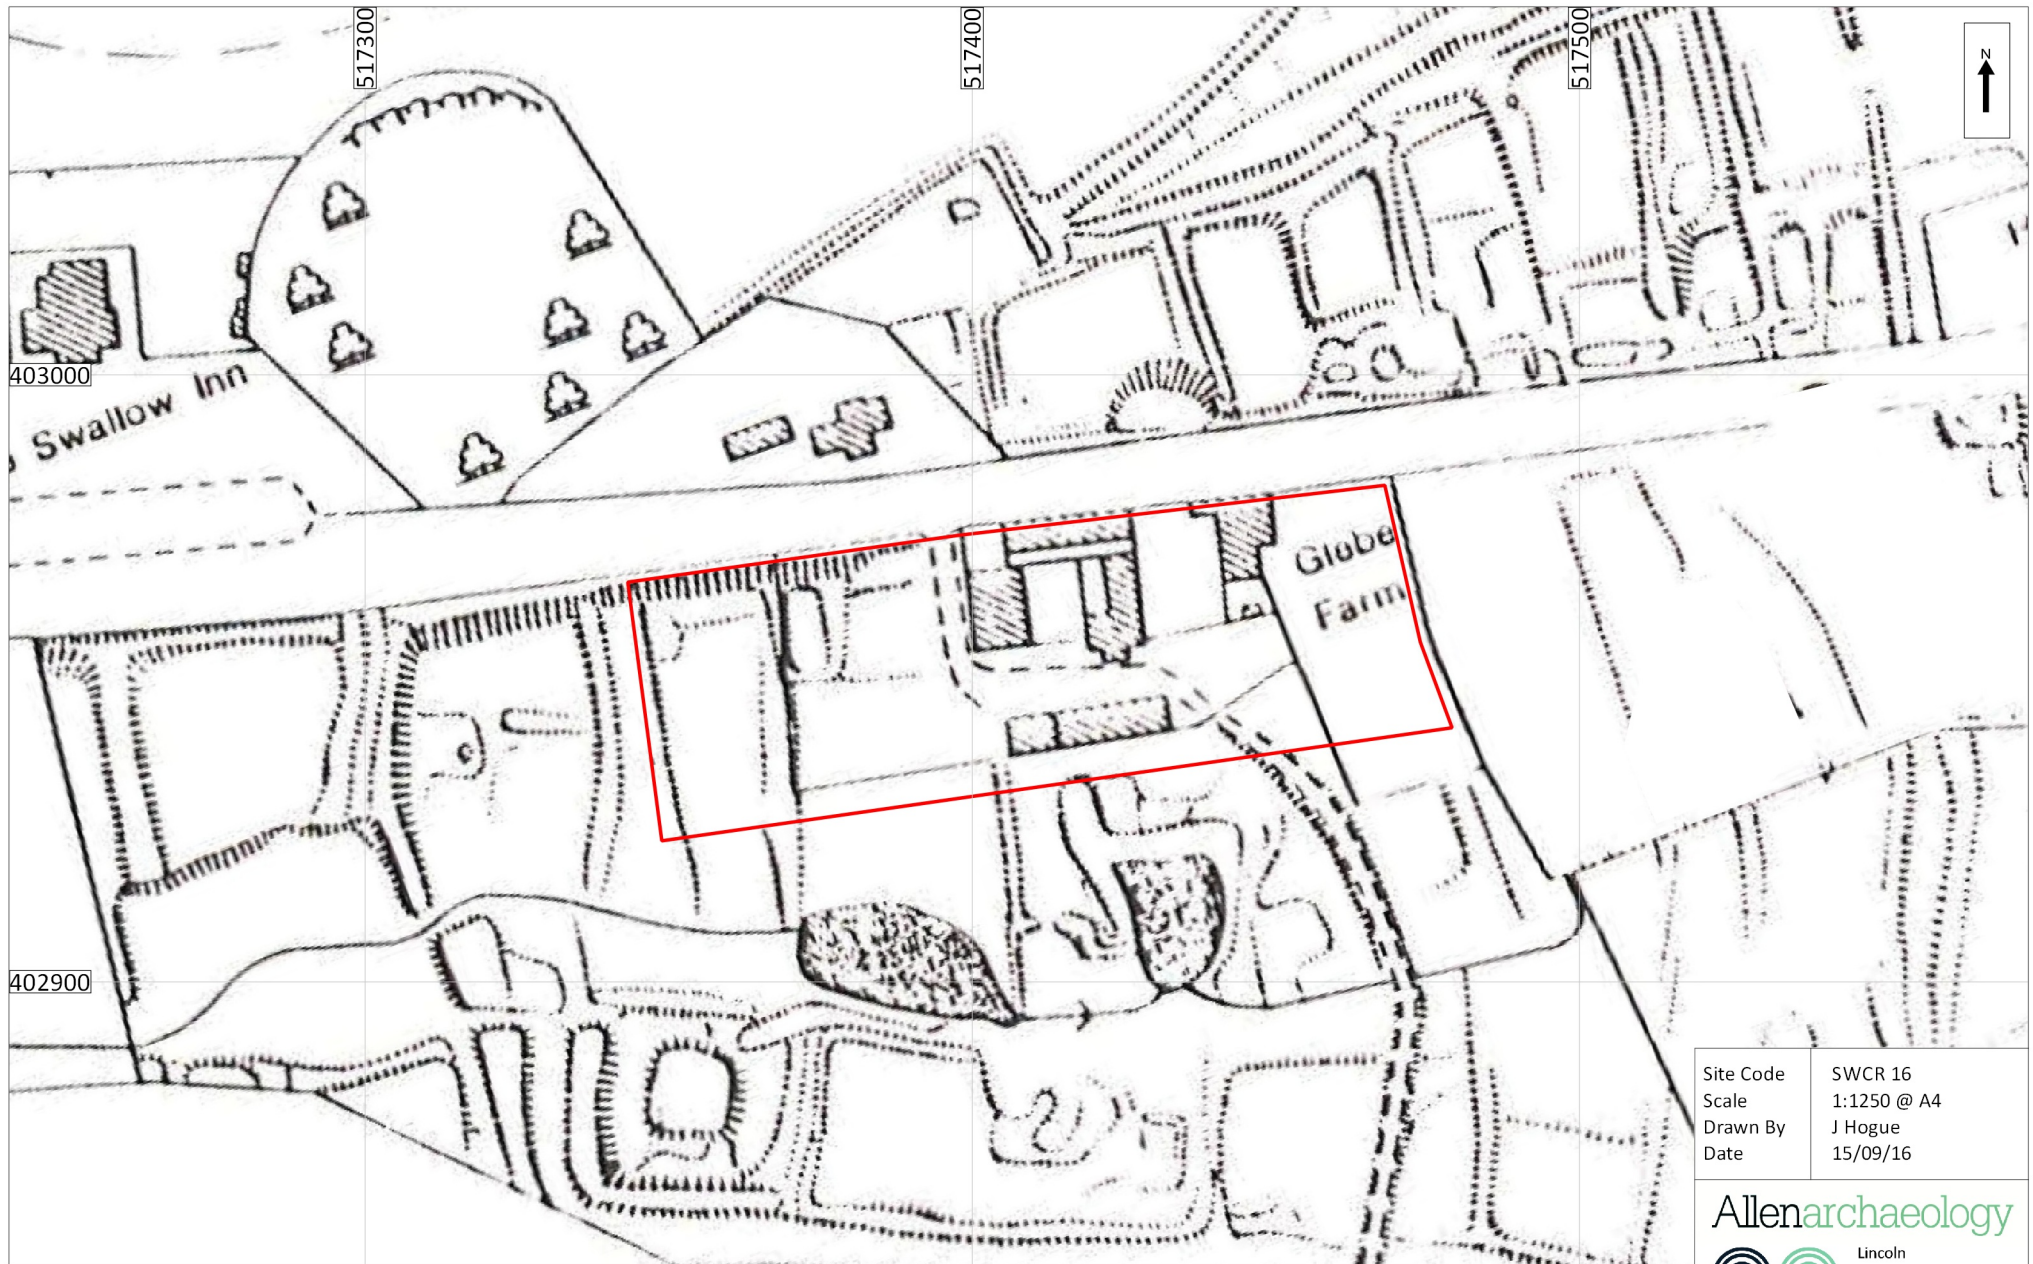 517300
517400
517500
N
403000
Swallow Inn
Globe
Farm
402900
Site Code SWCR 16
Scale 1:1250 @ A4
Drawn By J Hogue
Date 15/09/16
Allenarchaeology
Lincoln